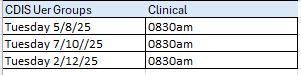 CDIS Uer Groups Clinical
Tuesday 5/8/25 0830am
Tuesday 7/10//25 0830am
Tuesday 2/12/25 0830am